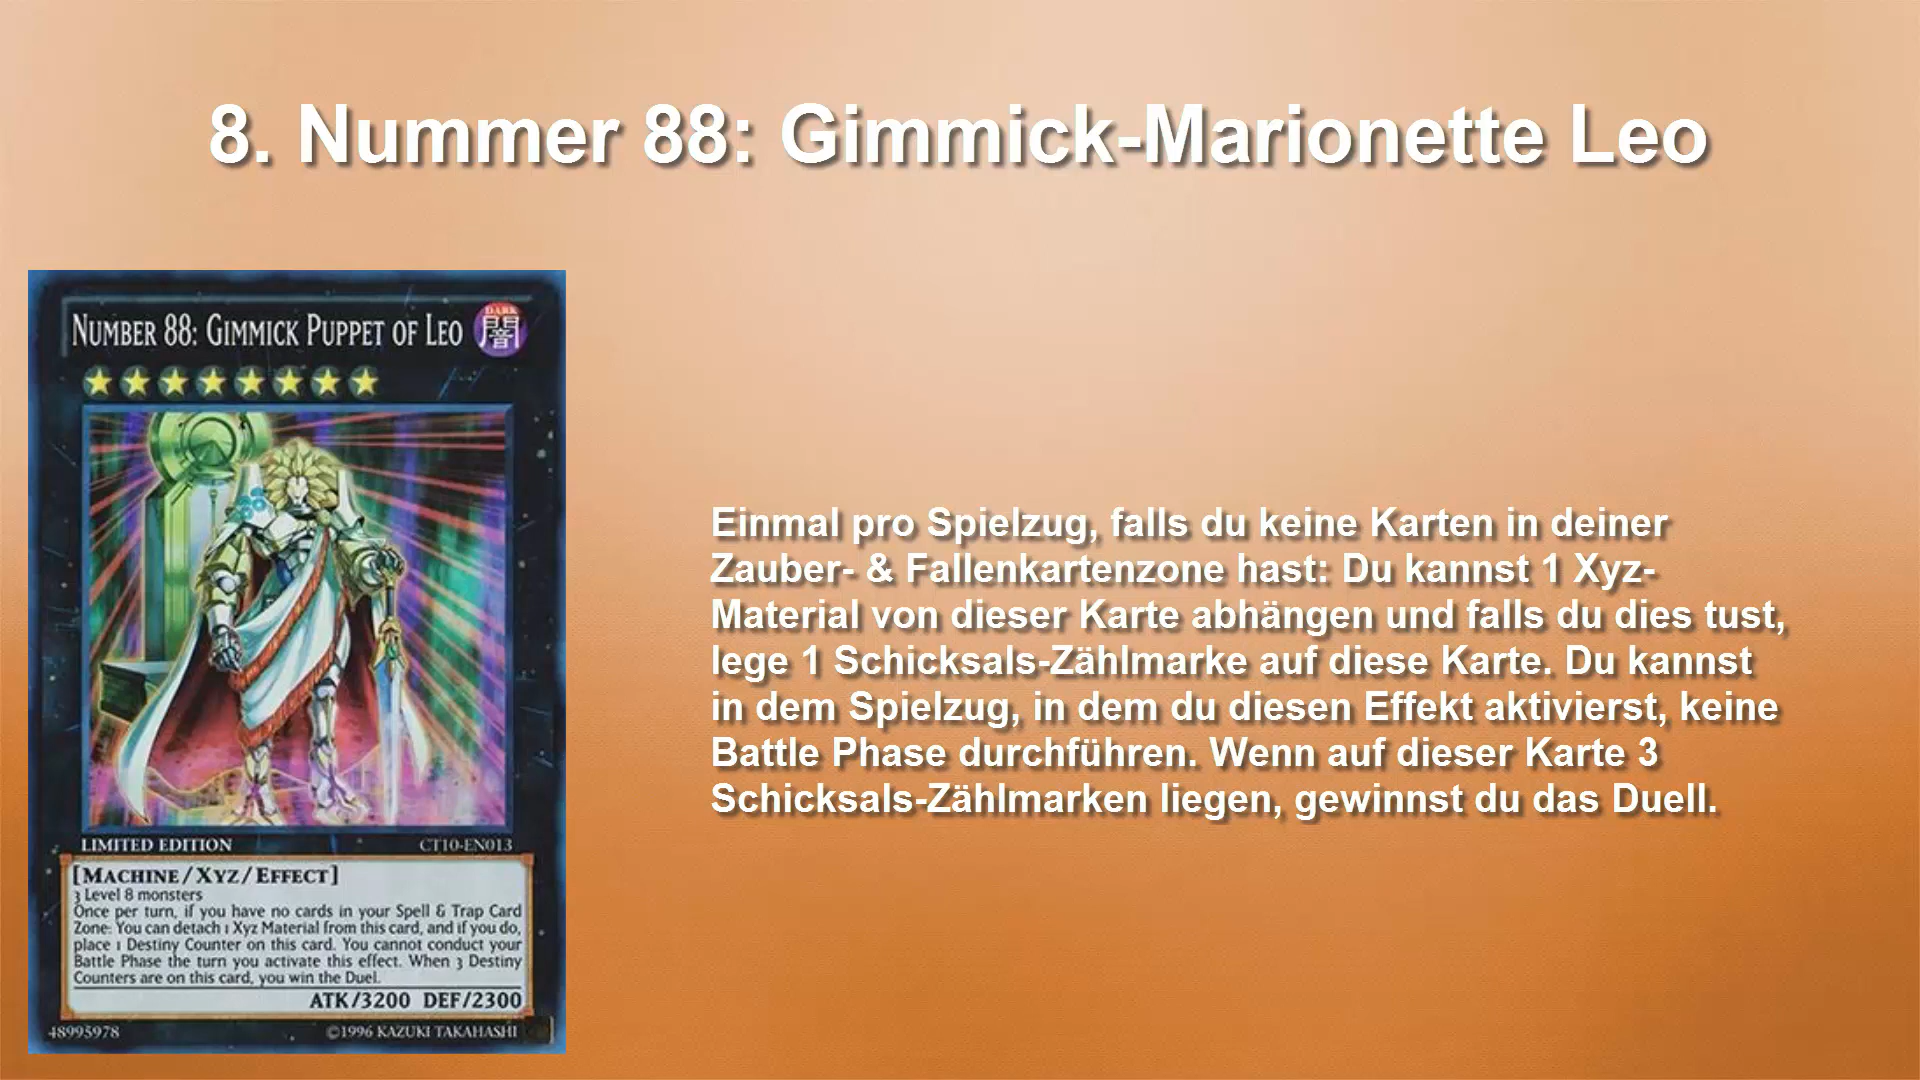 8. Nummer 88: Gimmick-Marionette Leo
NUMBER 88: GIMMICK PUPPET OF LEO
DARK
闇
LIMITED EDITION
CT10-EN013
[MACHINE/XYZ/EFFECT]
3 Level 8 monsters
Once per turn, if you have no cards in your Spell & Trap Card
Zone: You can detach 1 Xyz Material from this card, and if you do,
place 1 Destiny Counter on this card. You cannot conduct your
Battle Phase the turn you activate this effect. When 3 Destiny
Counters are on this card, you win the Duel.
ATK/3200 DEF/2300
48995978
©1996 KAZUKI TAKAHASHI
Einmal pro Spielzug, falls du keine Karten in deiner
Zauber- & Fallenkartenzone hast: Du kannst 1 Xyz-
Material von dieser Karte abhängen und falls du dies tust,
lege 1 Schicksals-Zählmarke auf diese Karte. Du kannst
in dem Spielzug, in dem du diesen Effekt aktivierst, keine
Battle Phase durchführen. Wenn auf dieser Karte 3
Schicksals-Zählmarken liegen, gewinnst du das Duell.